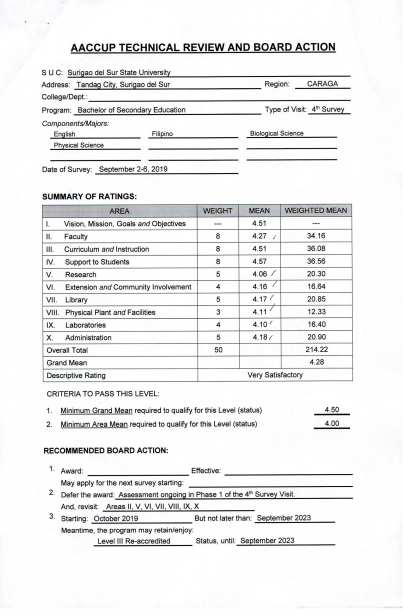 AACCUP TECHNICAL REVIEW AND BOARD ACTION
S U C: Surigao del Sur State University
Address: Tandag City, Surigao del Sur Region: CARAGA
College/Dept.:
Program: Bachelor of Secondary Education Type of Visit: 4th Survey
Components/Majors:
English Filipino Biological Science
Physical Science
Date of Survey: September 2-6, 2019
SUMMARY OF RATINGS:
AREA WEIGHT MEAN WEIGHTED MEAN
I. Vision, Mission, Goals and Objectives --- 4.51 ---
II. Faculty 8 4.27 / 34.16
III. Curriculum and Instruction 8 4.51 36.08
IV. Support to Students 8 4.57 36.56
V. Research 5 4.06 / 20.30
VI. Extension and Community Involvement 4 4.16 / 16.64
VII. Library 5 4.17 / 20.85
VIII. Physical Plant and Facilities 3 4.11 / 12.33
IX. Laboratories 4 4.10 / 16.40
X. Administration 5 4.18 / 20.90
Overall Total 50 214.22
Grand Mean 4.28
Descriptive Rating Very Satisfactory
CRITERIA TO PASS THIS LEVEL:
1. Minimum Grand Mean required to qualify for this Level (status) 4.50
2. Minimum Area Mean required to qualify for this Level (status) 4.00
RECOMMENDED BOARD ACTION:
1. Award: Effective:
May apply for the next survey starting:
2. Defer the award: Assessment ongoing in Phase 1 of the 4th Survey Visit.
And, revisit: Areas II, V, VI, VII, VIII, IX, X
3. Starting: October 2019 But not later than: September 2023
Meantime, the program may retain/enjoy:
Level III Re-accredited Status, until: September 2023